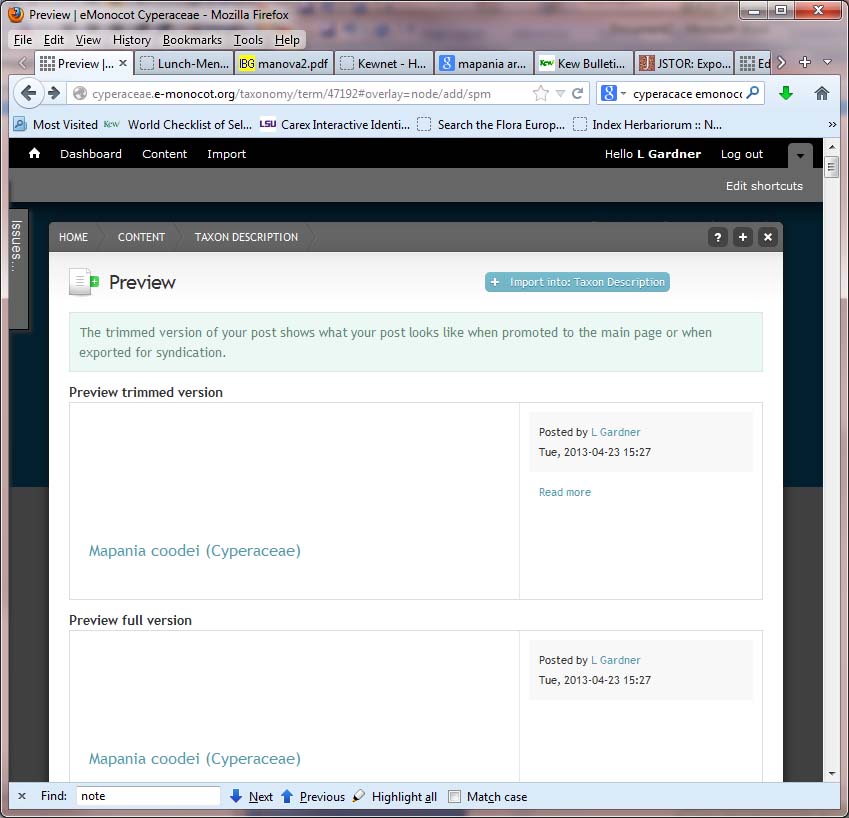 Preview | eMonocot Cyperaceae - Mozilla Firefox
File Edit View History Bookmarks Tools Help
Preview |... Lunch-Men... IBG manova2.pdf Kewnet - H... mapania ar... Kew Kew Bulleti... JSTOR: Expo... Ed
cyperaceae.e-monocot.org/taxonomy/term/47192#overlay=node/add/spm cyperacace emonoco
Most Visited Kew World Checklist of Sel... LSU Carex Interactive Identi... Search the Flora Europ... Index Herbariorum :: N...
Dashboard Content Import Hello L Gardner Log out
Edit shortcuts
Issues...
HOME CONTENT TAXON DESCRIPTION
Preview + Import into: Taxon Description
The trimmed version of your post shows what your post looks like when promoted to the main page or when
exported for syndication.
Preview trimmed version
Posted by L Gardner
Tue, 2013-04-23 15:27
Read more
Mapania coodei (Cyperaceae)
Preview full version
Posted by L Gardner
Tue, 2013-04-23 15:27
Mapania coodei (Cyperaceae)
Find: note Next Previous Highlight all Match case